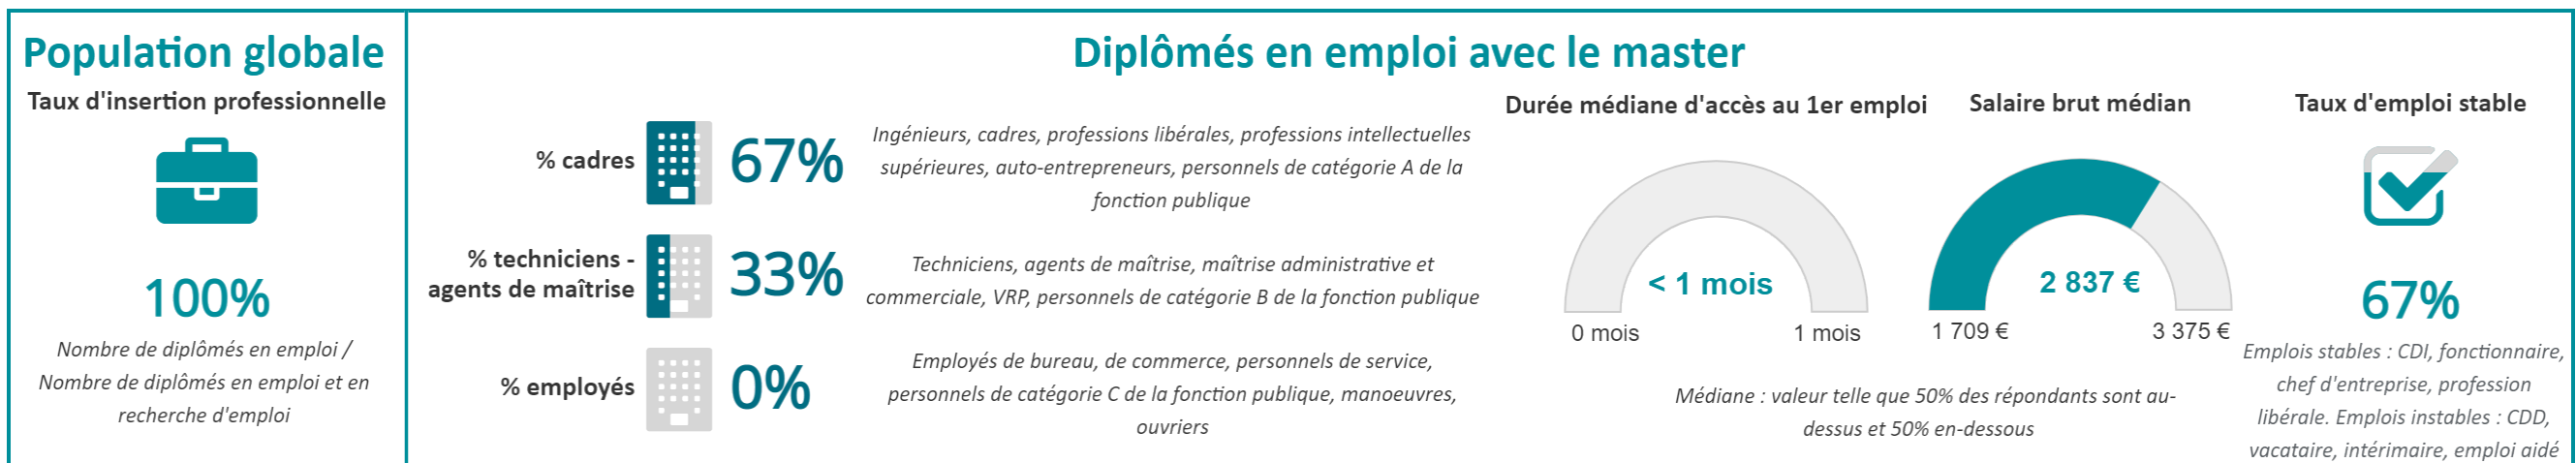 Population globale
Taux d'insertion professionnelle
100%
Nombre de diplômés en emploi /
Nombre de diplômés en emploi et en
recherche d'emploi
Diplômés en emploi avec le master
% cadres
67%
Ingénieurs, cadres, professions libérales, professions intellectuelles
supérieures, auto-entrepreneurs, personnels de catégorie A de la
fonction publique
% techniciens -
agents de maîtrise
33%
Techniciens, agents de maîtrise, maîtrise administrative et
commerciale, VRP, personnels de catégorie B de la fonction publique
% employés
0%
Employés de bureau, de commerce, personnels de service,
personnels de catégorie C de la fonction publique, manoeuvres,
ouvriers
Durée médiane d'accès au 1er emploi
< 1 mois
0 mois
1 mois
Salaire brut médian
2 837 €
1 709 €
3 375 €
Médiane : valeur telle que 50% des répondants sont au-
dessus et 50% en-dessous
Taux d'emploi stable
67%
Emplois stables : CDI, fonctionnaire,
chef d'entreprise, profession
libérale. Emplois instables : CDD,
vacataire, intérimaire, emploi aidé